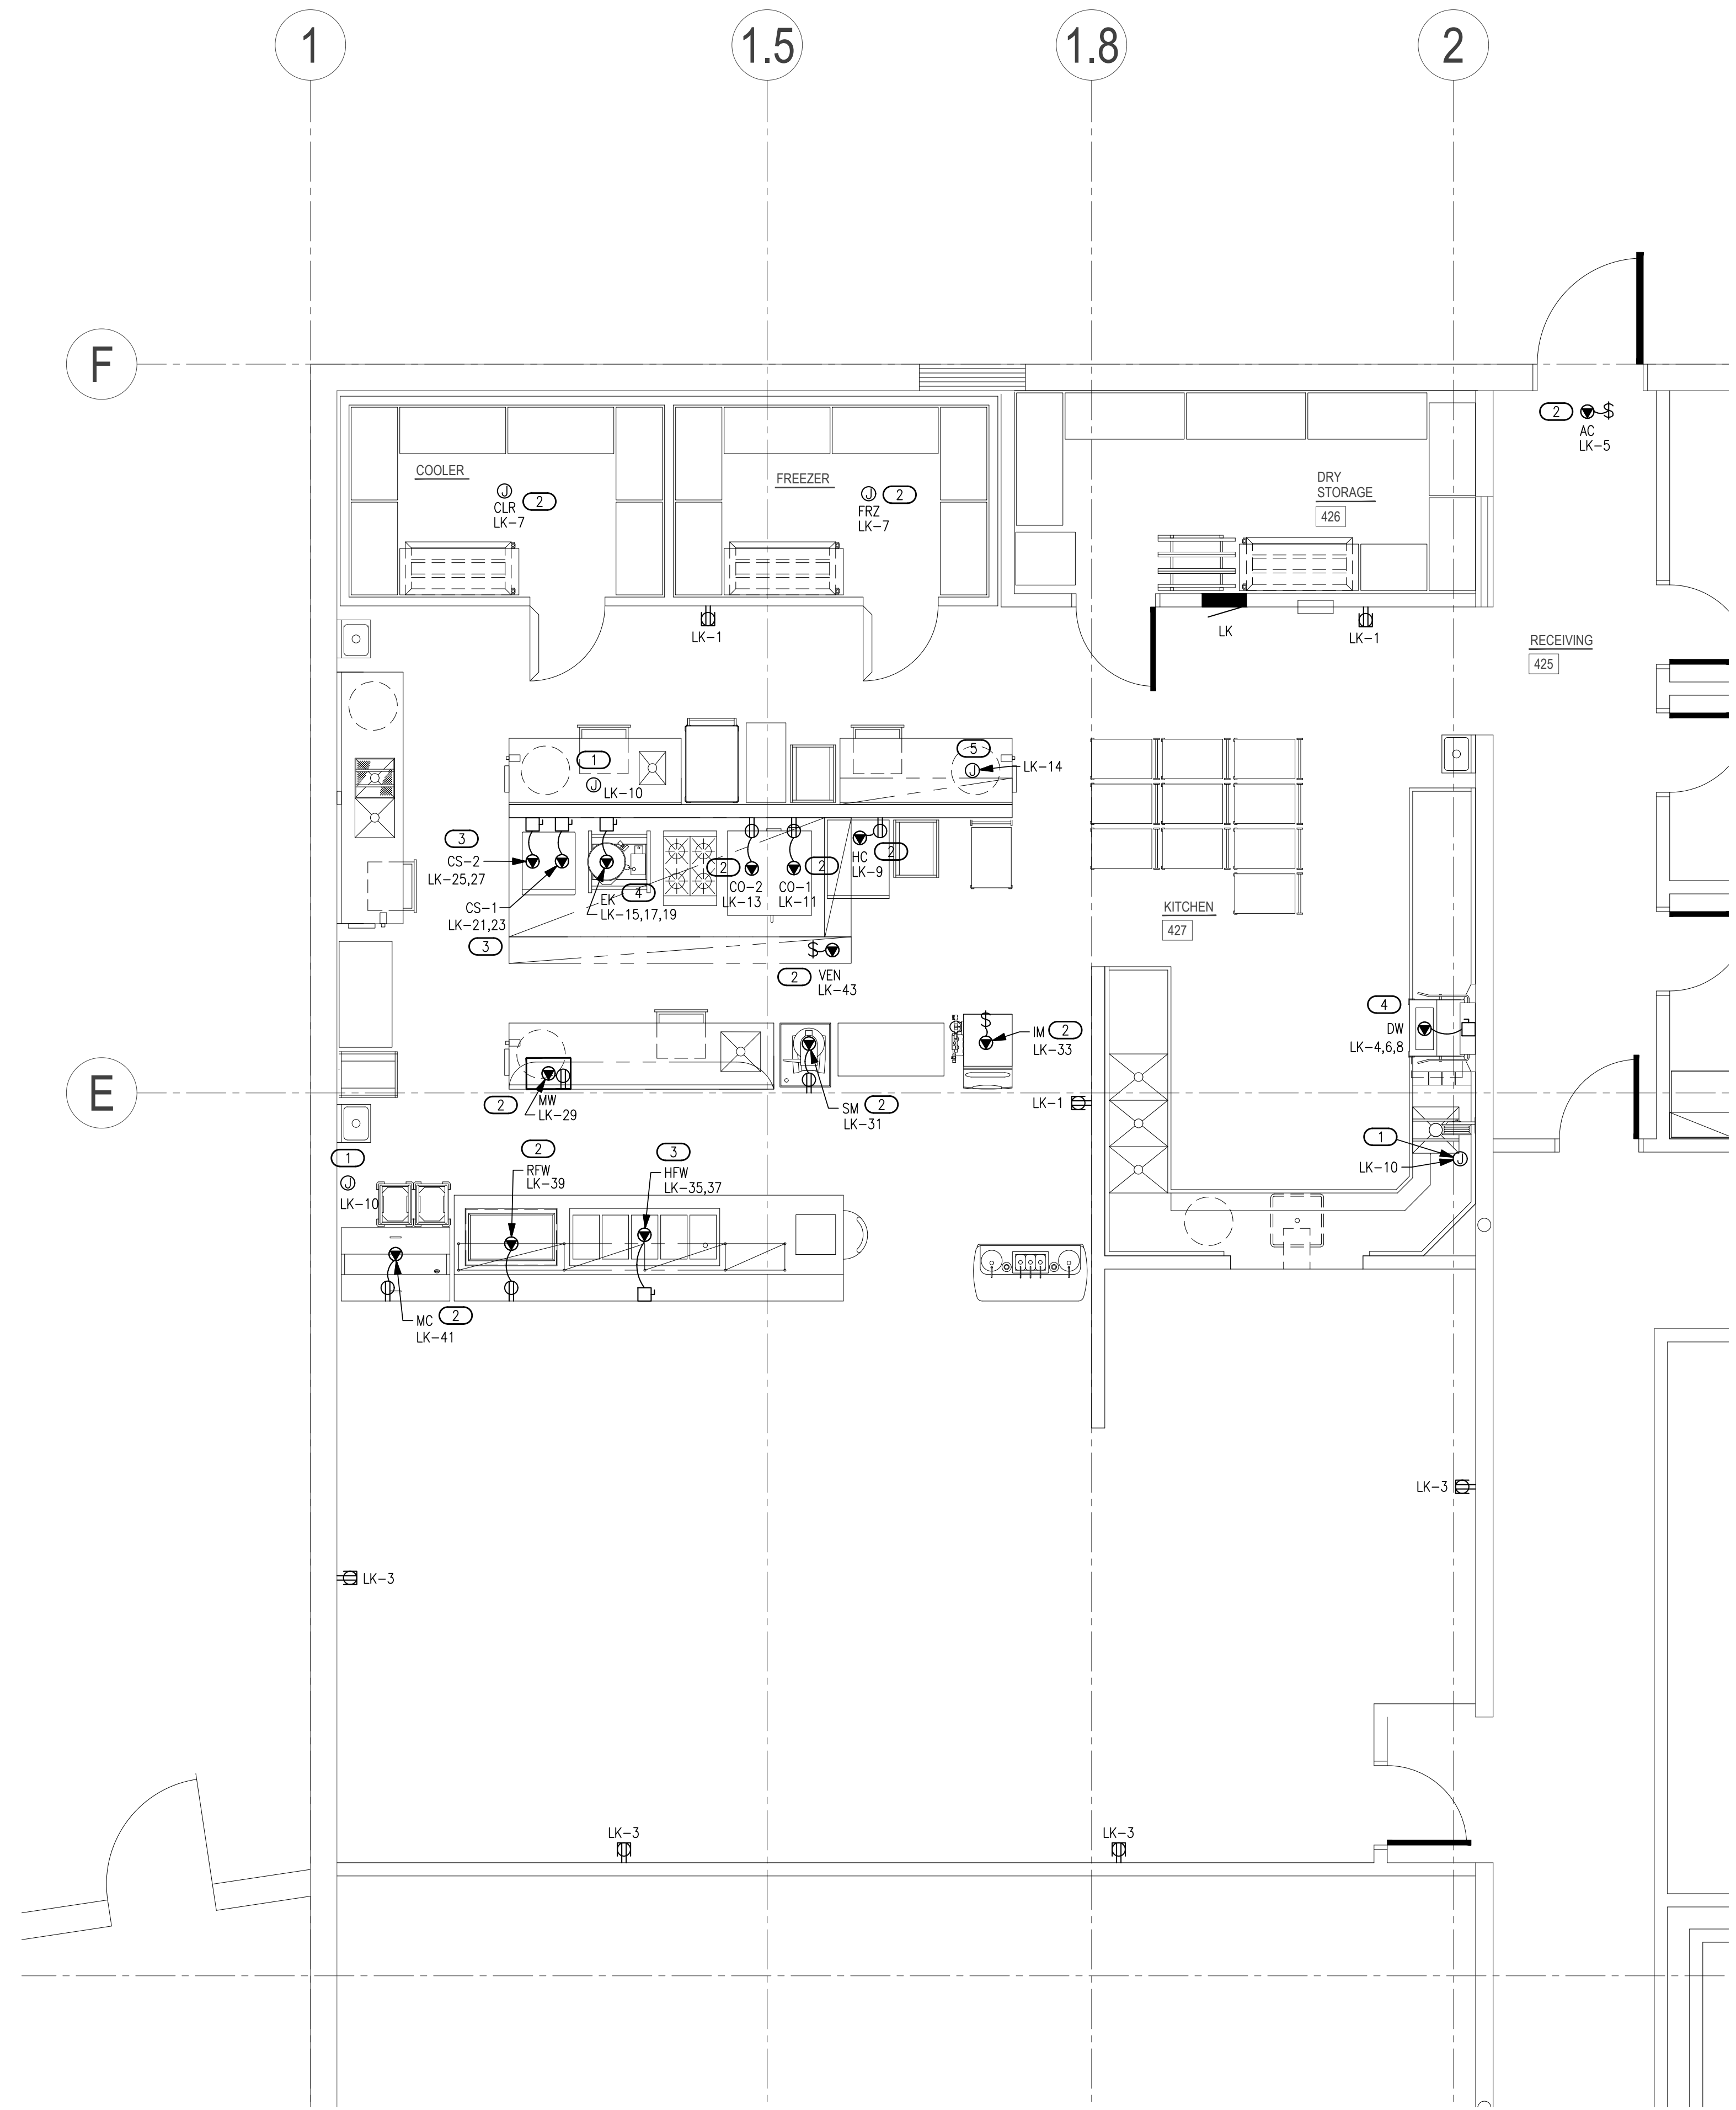 1
1.5
1.8
2
F
2
AC
LK-5
COOLER
J
CLR
2
LK-7
FREEZER
J
2
FRZ
LK-7
DRY
STORAGE
426
LK-1
LK
LK-1
RECEIVING
425
1
J
LK-10
5
J
LK-14
3
CS-2
LK-25,27
CS-1
LK-21,23
3
EK
4
LK-15,17,19
2
CO-2
LK-13
2
CO-1
LK-11
HC
2
LK-9
2
VEN
LK-43
KITCHEN
427
4
DW
LK-4,6,8
IM
2
LK-33
E
2
MW
LK-29
SM
2
LK-31
LK-1
1
LK-10
J
1
J
LK-10
2
RFW
LK-39
3
HFW
LK-35,37
MC
2
LK-41
LK-3
LK-3
LK-3
LK-3